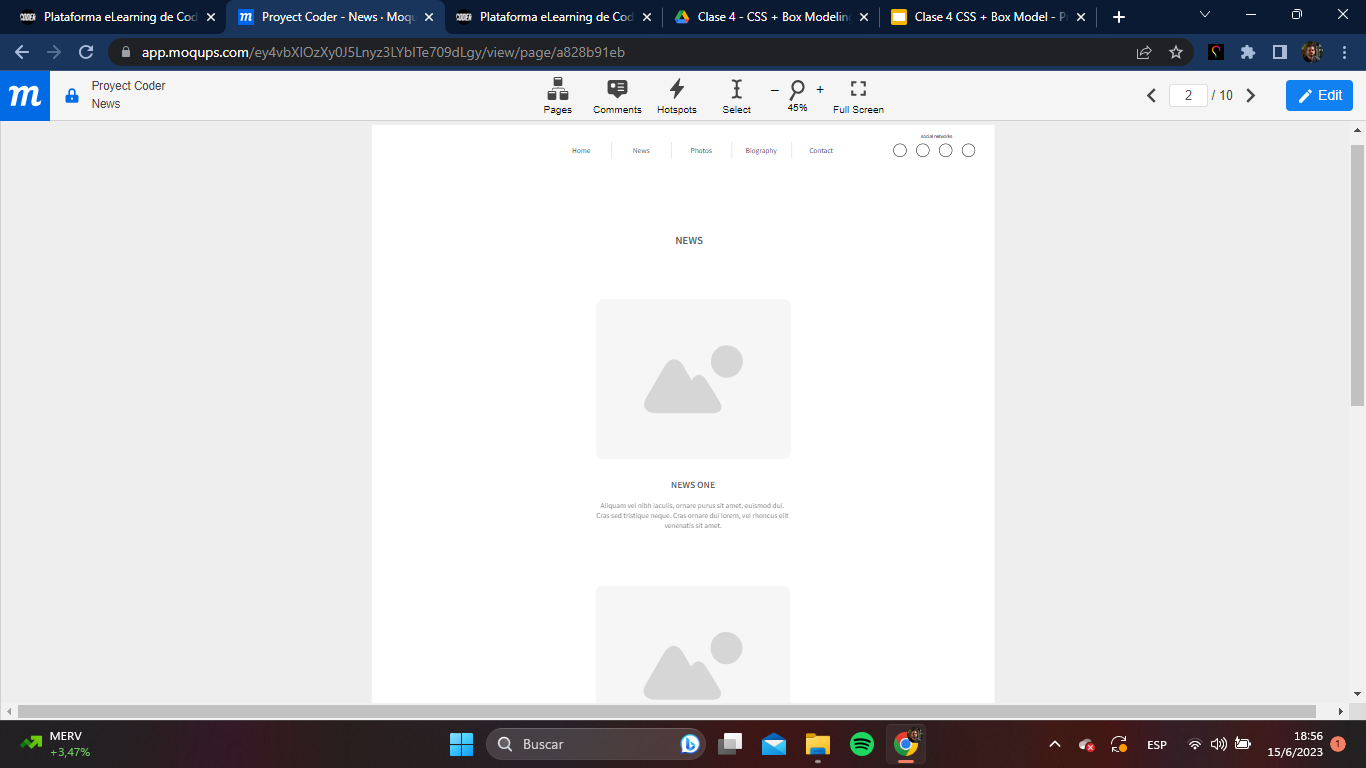 Plataforma eLearning de Cod
Proyect Coder - News · Moqu
Plataforma eLearning de Cod
Clase 4 - CSS + Box Modeling
Clase 4 CSS + Box Model - P
app.moqups.com/ey4vbXlOzXy0J5Lnyz3LYbITe709dLgy/view/page/a828b91eb
m
Proyect Coder
News
Pages
Comments
Hotspots
Select
45%
Full Screen
2 / 10
Edit
social networks
Home
News
Photos
Biography
Contact
NEWS
NEWS ONE
Aliquam vel nibh iaculis, ornare purus sit amet, euismod dui.
Cras sed tristique neque. Cras ornare dui lorem, vel rhoncus elit
venenatis sit amet.
MERV
+3,47%
Buscar
ESP
18:56
15/6/2023
1